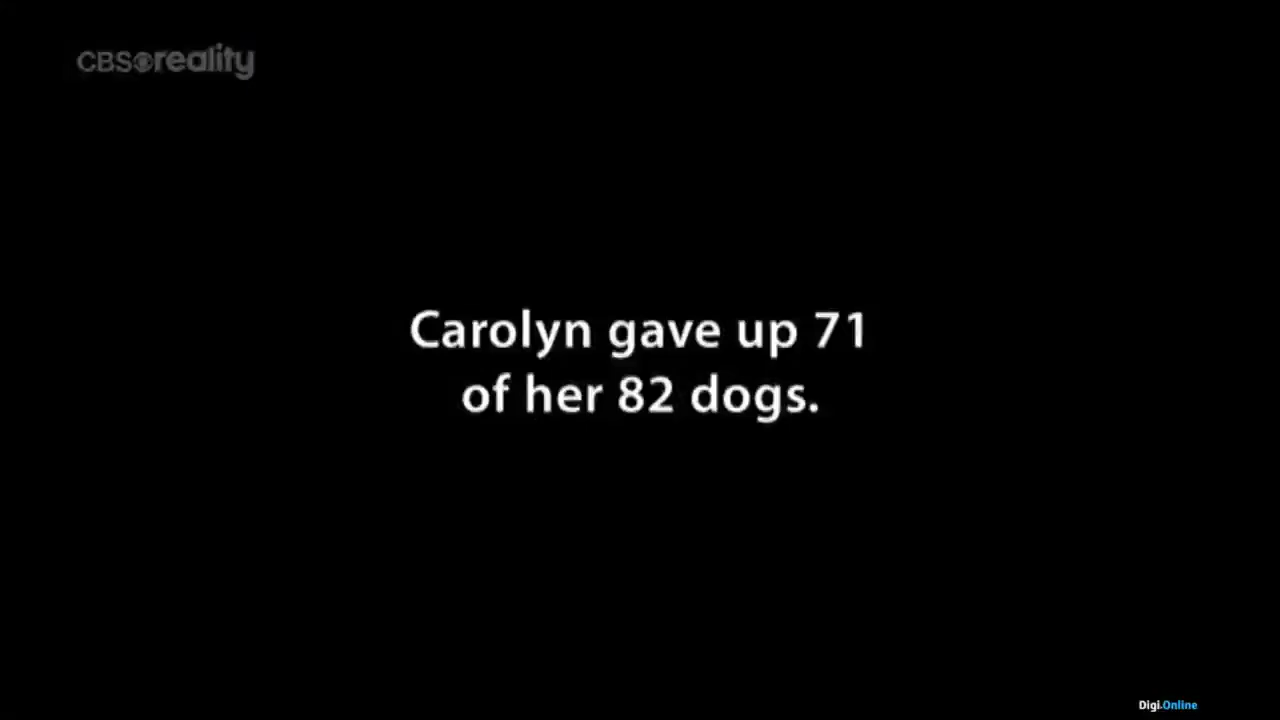 CBS reality
Carolyn gave up 71
of her 82 dogs.
Digi.Online